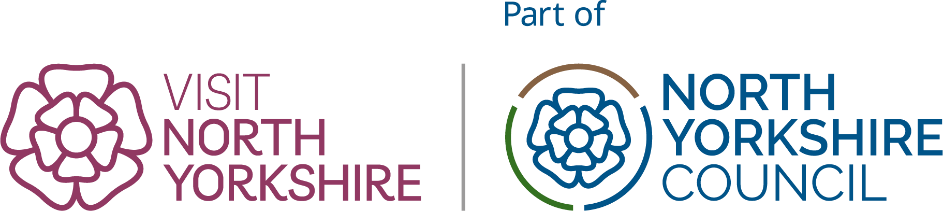 VISIT
NORTH
YORKSHIRE
Part of
NORTH
YORKSHIRE
COUNCIL